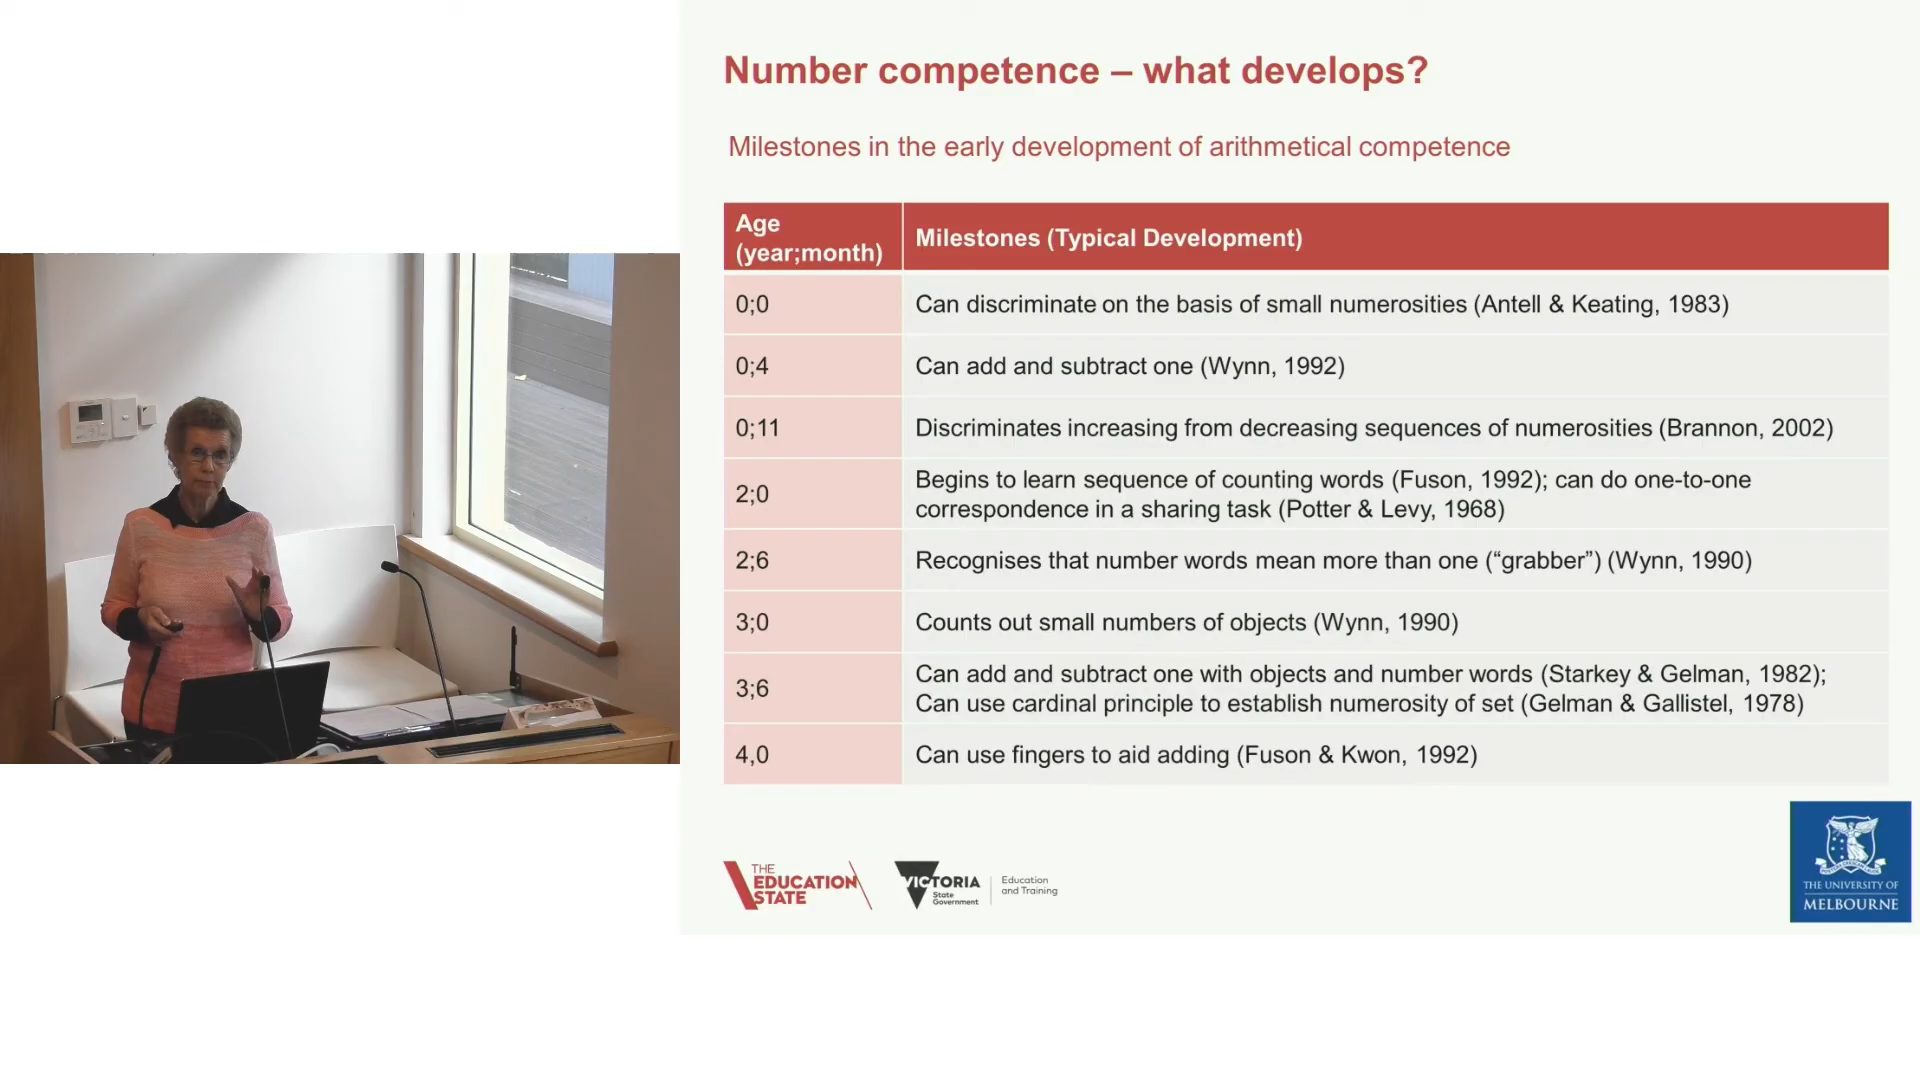 Number competence – what develops?
Milestones in the early development of arithmetical competence
Age
(year;month)
Milestones (Typical Development)
0;0
Can discriminate on the basis of small numerosities (Antell & Keating, 1983)
0;4
Can add and subtract one (Wynn, 1992)
0;11
Discriminates increasing from decreasing sequences of numerosities (Brannon, 2002)
2;0
Begins to learn sequence of counting words (Fuson, 1992); can do one-to-one
correspondence in a sharing task (Potter & Levy, 1968)
2;6
Recognises that number words mean more than one (“grabber”) (Wynn, 1990)
3;0
Counts out small numbers of objects (Wynn, 1990)
3;6
Can add and subtract one with objects and number words (Starkey & Gelman, 1982);
Can use cardinal principle to establish numerosity of set (Gelman & Gallistel, 1978)
4,0
Can use fingers to aid adding (Fuson & Kwon, 1992)
THE
EDUCATION
STATE
VICTORIA
State
Government
Education
and Training
THE UNIVERSITY OF
MELBOURNE